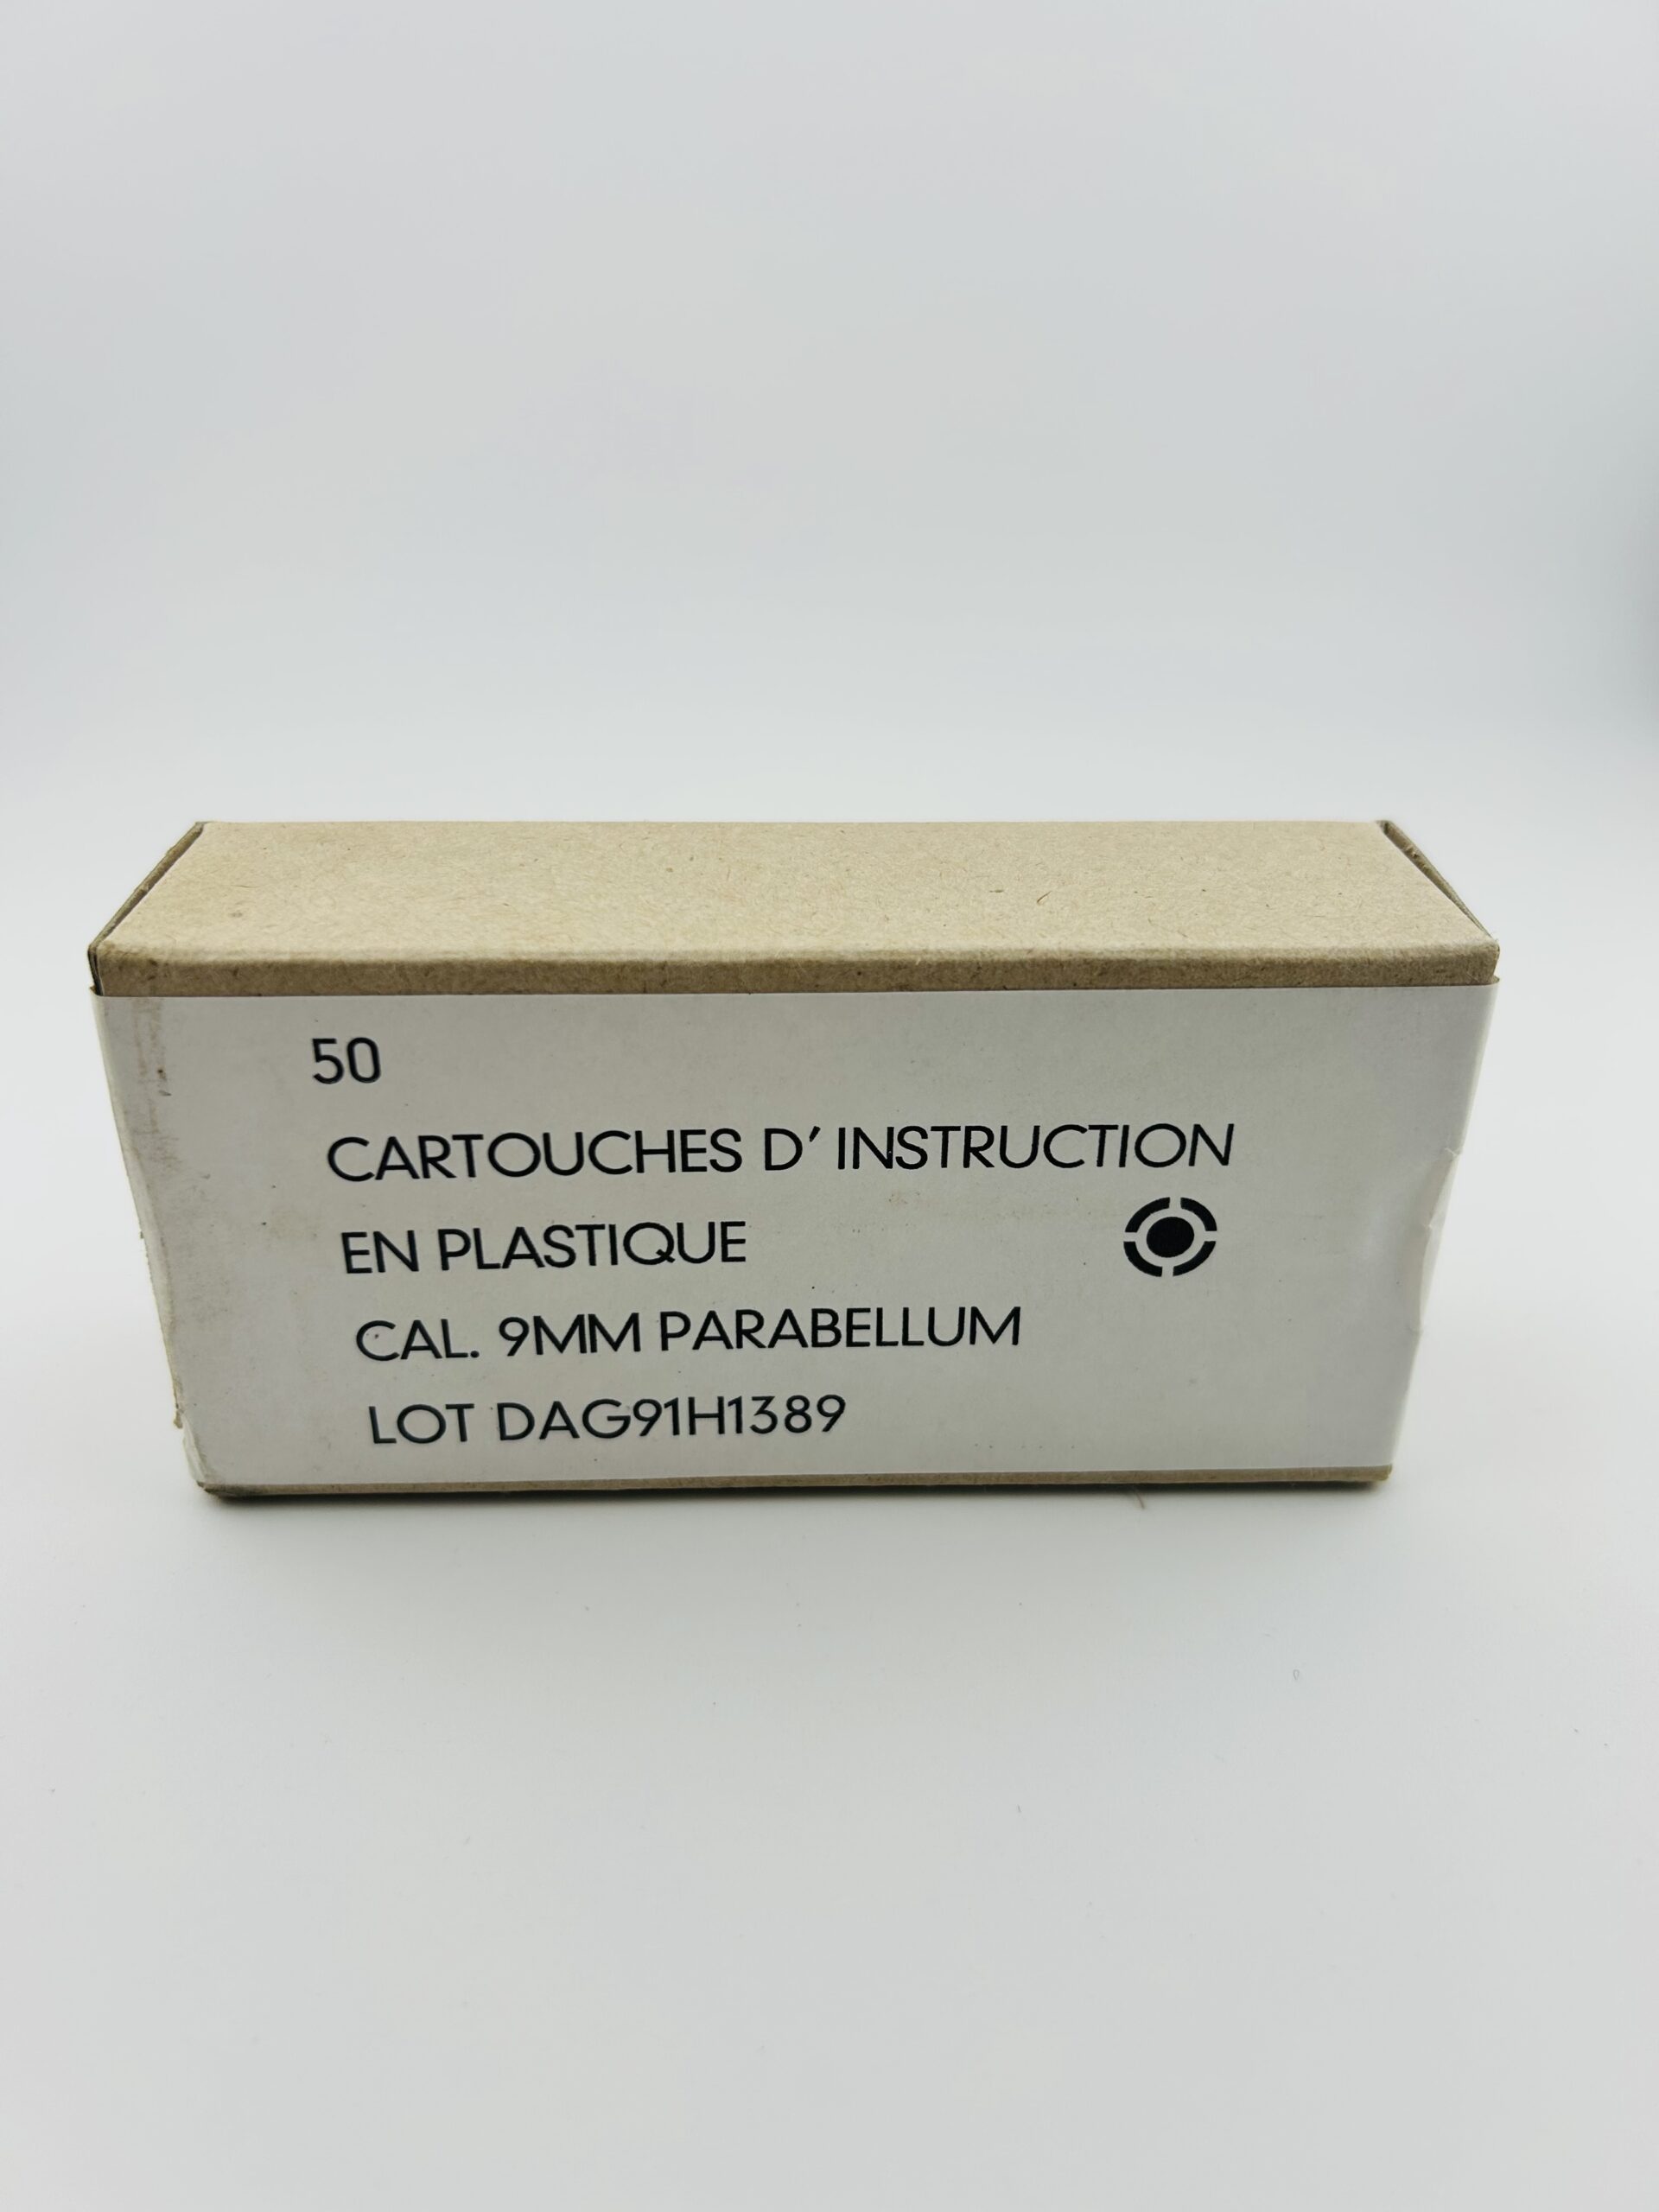 50
CARTOUCHES D' INSTRUCTION
EN PLASTIQUE
CAL. 9MM PARABELLUM
LOT DAG91H1389